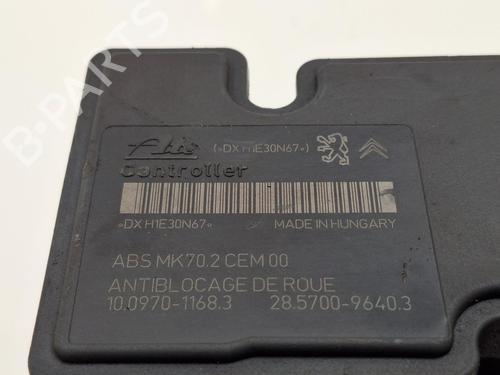 Ate (»DX H1E30N67«)
Controller
»DX H1E30N67« MADE IN HUNGARY
ABS MK70.2 CEM 00
ANTIBLOCAGE DE ROUE
10.0970-1168.3 28.5700-9640.3
B-PARTS